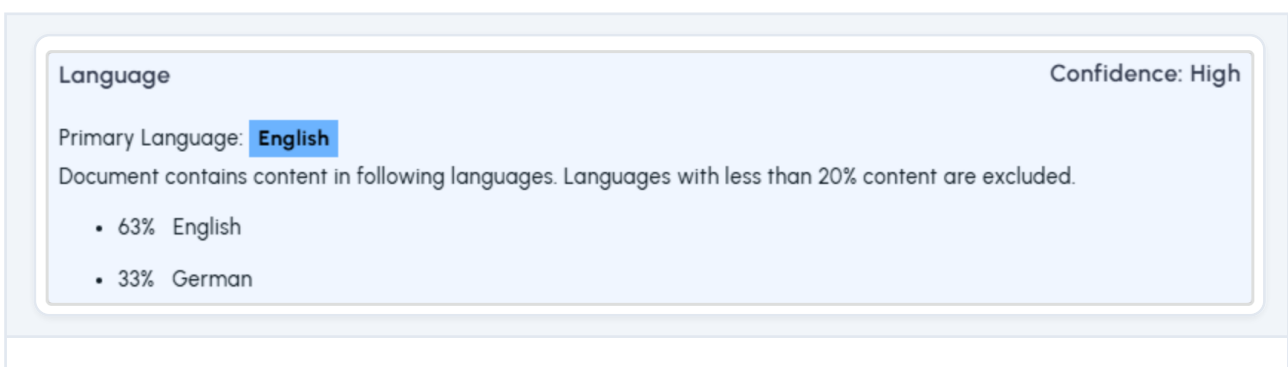 Language
Confidence: High
Primary Language: English
Document contains content in following languages. Languages with less than 20% content are excluded.
• 63% English
• 33% German